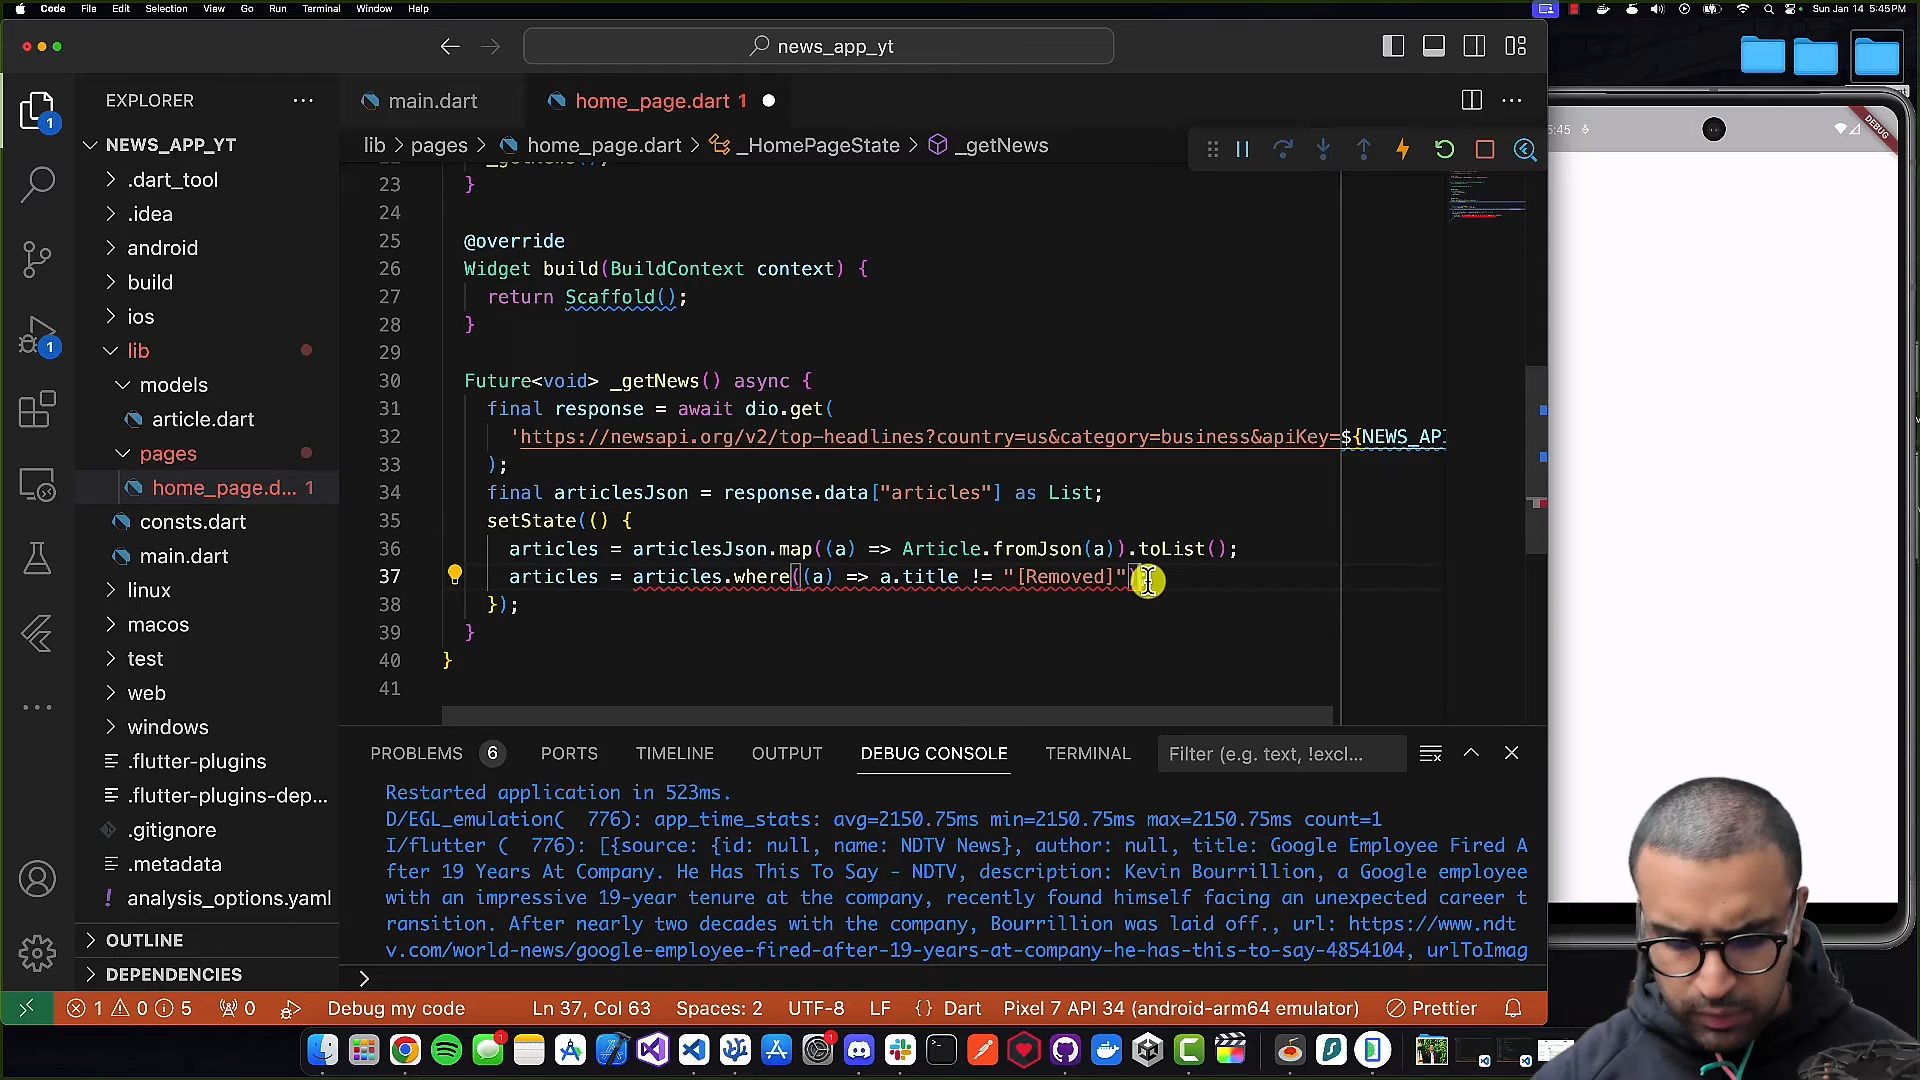 Code File Edit Selection View Go Run Terminal Window Help
Sun Jan 14 5:45PM
news_app_yt
EXPLORER
main.dart
home_page.dart 1
NEWS_APP_YT
lib > pages > home_page.dart > _HomePageState > _getNews
.dart_tool
.idea
android
build
ios
lib
models
article.dart
pages
home_page.d... 1
consts.dart
main.dart
linux
macos
test
web
windows
.flutter-plugins
.flutter-plugins-dep...
.gitignore
.metadata
! analysis_options.yaml
OUTLINE
DEPENDENCIES
1
1
23 }
24
25 @override
26 Widget build(BuildContext context) {
27 return Scaffold();
28 }
29
30 Future<void> _getNews() async {
31 final response = await dio.get(
32 'https://newsapi.org/v2/top-headlines?country=us&category=business&apiKey=${NEWS_API
33 );
34 final articlesJson = response.data["articles"] as List;
35 setState(() {
36 articles = articlesJson.map((a) => Article.fromJson(a)).toList();
37 articles = articles.where((a) => a.title != "[Removed]")
38 });
39 }
40 }
41
PROBLEMS 6 PORTS TIMELINE OUTPUT DEBUG CONSOLE TERMINAL Filter (e.g. text, !excl...
Restarted application in 523ms.
D/EGL_emulation( 776): app_time_stats: avg=2150.75ms min=2150.75ms max=2150.75ms count=1
I/flutter ( 776): [{source: {id: null, name: NDTV News}, author: null, title: Google Employee Fired A
fter 19 Years At Company. He Has This To Say - NDTV, description: Kevin Bourrillion, a Google employee
with an impressive 19-year tenure at the company, recently found himself facing an unexpected career t
ransition. After nearly two decades with the company, Bourrillion was laid off., url: https://www.ndt
v.com/world-news/google-employee-fired-after-19-years-at-company-he-has-this-to-say-4854104, urlToImag
>
1 0 5 0 Debug my code Ln 37, Col 63 Spaces: 2 UTF-8 LF {} Dart Pixel 7 API 34 (android-arm64 emulator) Prettier
:45
DEBUG